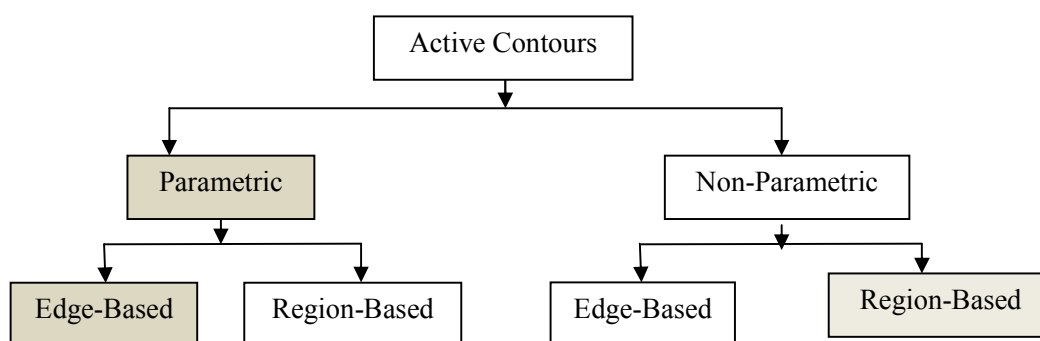 Active Contours
Parametric
Non-Parametric
Edge-Based
Region-Based
Edge-Based
Region-Based